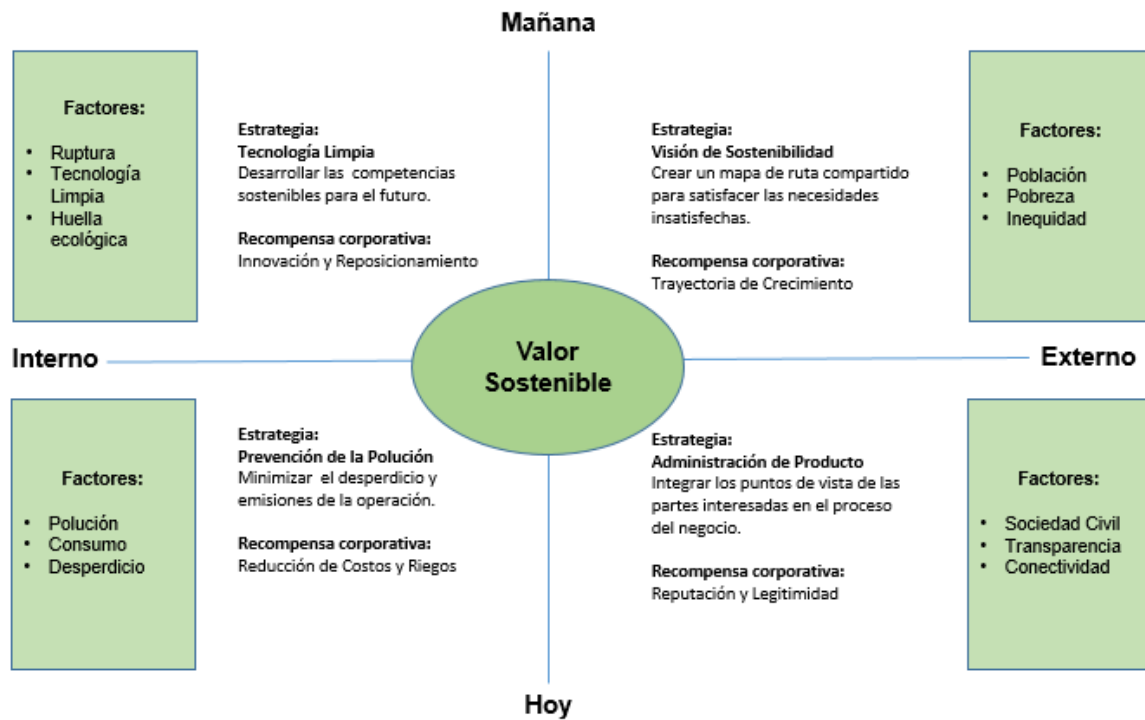 Mañana
Factores:
• Ruptura
• Tecnología
Limpia
• Huella
ecológica
Estrategia:
Tecnología Limpia
Desarrollar las competencias
sostenibles para el futuro.
Recompensa corporativa:
Innovación y Reposicionamiento
Estrategia:
Visión de Sostenibilidad
Crear un mapa de ruta compartido
para satisfacer las necesidades
insatisfechas.
Recompensa corporativa:
Trayectoria de Crecimiento
Factores:
• Población
• Pobreza
• Inequidad
Interno
Valor
Sostenible
Externo
Factores:
• Polución
• Consumo
• Desperdicio
Estrategia:
Prevención de la Polución
Minimizar el desperdicio y
emisiones de la operación.
Recompensa corporativa:
Reducción de Costos y Riegos
Estrategia:
Administración de Producto
Integrar los puntos de vista de las
partes interesadas en el proceso
del negocio.
Recompensa corporativa:
Reputación y Legitimidad
Factores:
• Sociedad Civil
• Transparencia
• Conectividad
Hoy